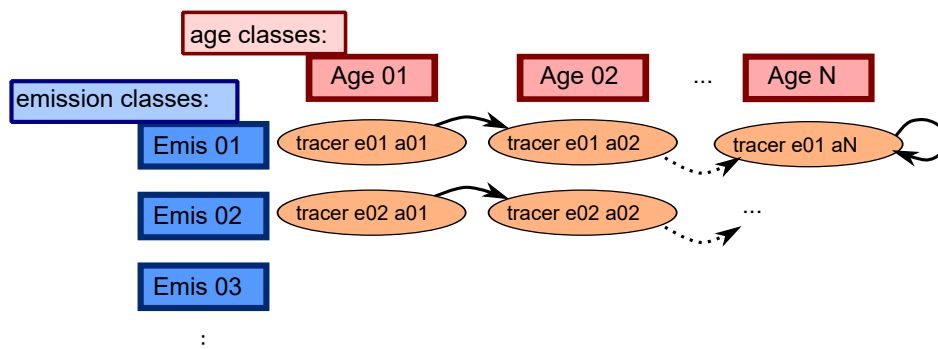 age classes:
Age 01
Age 02
...
Age N
emission classes:
Emis 01
tracer e01 a01
tracer e01 a02
tracer e01 aN
Emis 02
tracer e02 a01
tracer e02 a02
...
Emis 03
: